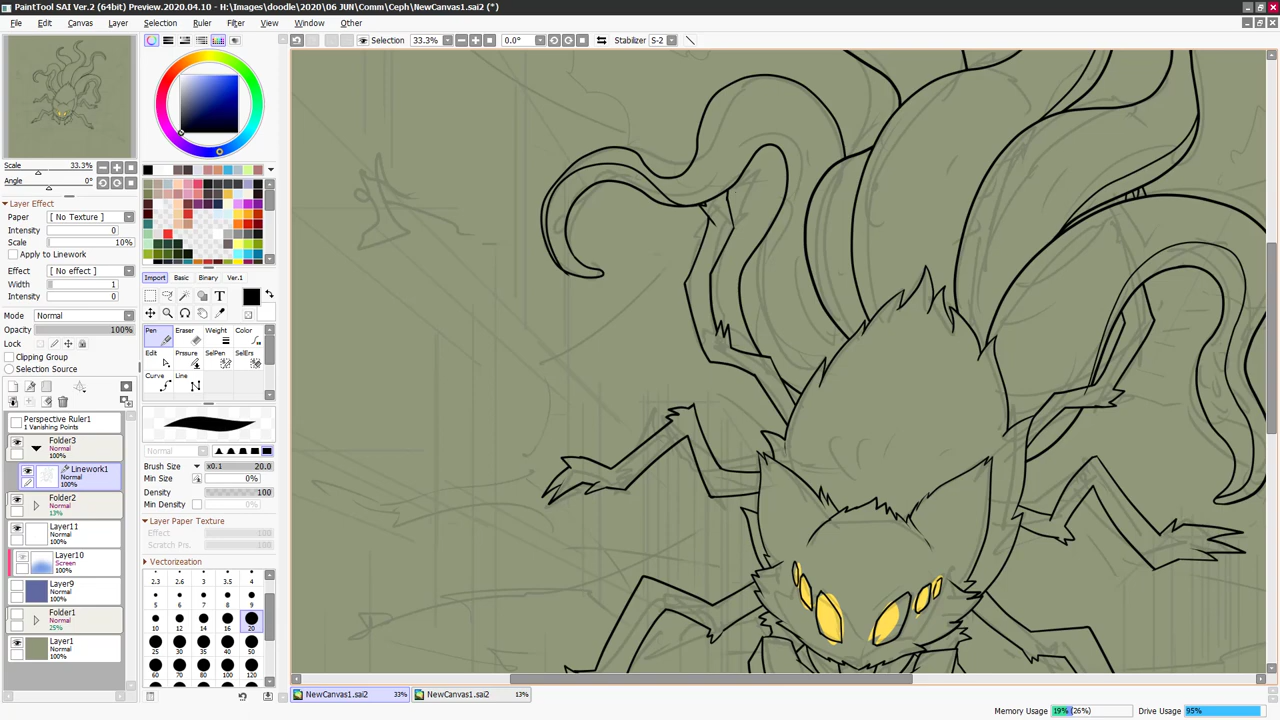 PaintTool SAI Ver.2 (64bit) Preview.2020.04.10 - H:\Images\doodle\2020\06 JUN\Comm\Ceph\NewCanvas1.sai2 (*)
File Edit Canvas Layer Selection Ruler Filter View Window Other
Selection 33.3% 0.0° Stabilizer S-2
Scale 33.3%
Angle 0°
Layer Effect
Paper [ No Texture ]
Intensity 0
Scale 10%
Apply to Linework
Effect [ No effect ]
Width 1
Intensity 0
Mode Normal
Opacity 100%
Lock
Clipping Group
Selection Source
Perspective Ruler1
1 Vanishing Points
Folder3
Normal
100%
Linework1
Normal
100%
Folder2
Normal
13%
Layer11
Normal
100%
Layer10
Screen
100%
Layer9
Normal
100%
Folder1
Normal
25%
Layer1
Normal
100%
Import Basic Binary Ver.1
T
Pen Eraser Weight Color
Edit Prssure SelPen SelErs
Curve Line
Normal
Brush Size x0.1 20.0
Min Size 0%
Density 100
Min Density 0%
Layer Paper Texture
Effect 100
Scratch Prs. 100
Vectorization
2.3 2.6 3 3.5 4
5 6 7 8 9
10 12 14 16 20
25 30 35 40 50
60 70 80 100 120
NewCanvas1.sai2 33% NewCanvas1.sai2 13%
Memory Usage 19% (26%) Drive Usage 95%